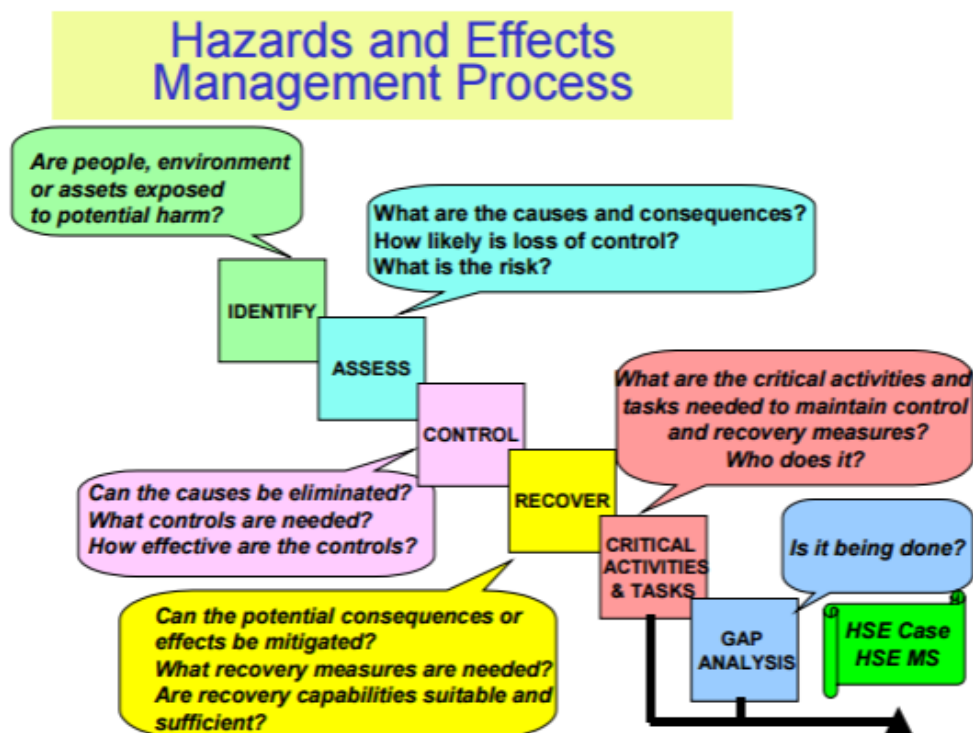 Hazards and Effects
Management Process
Are people, environment
or assets exposed
to potential harm?
What are the causes and consequences?
How likely is loss of control?
What is the risk?
IDENTIFY
ASSESS
What are the critical activities and
tasks needed to maintain control
and recovery measures?
Who does it?
CONTROL
Can the causes be eliminated?
What controls are needed?
How effective are the controls?
RECOVER
CRITICAL
ACTIVITIES
& TASKS
Is it being done?
Can the potential consequences or
effects be mitigated?
What recovery measures are needed?
Are recovery capabilities suitable and
sufficient?
GAP
ANALYSIS
HSE Case
HSE MS